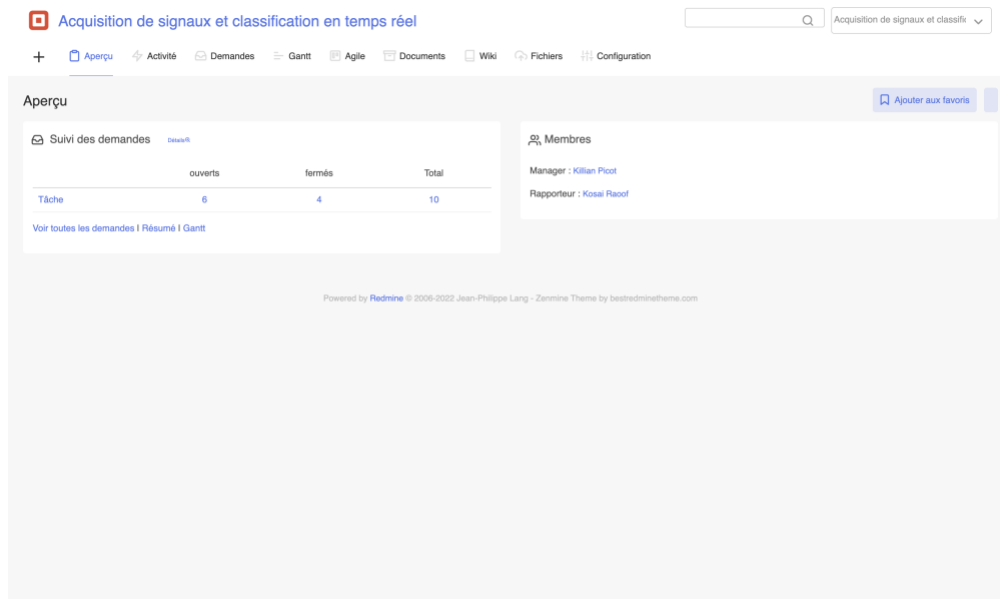 Acquisition de signaux et classification en temps réel
Acquisition de signaux et classific
Aperçu Activité Demandes Gantt Agile Documents Wiki Fichiers Configuration
Aperçu
Ajouter aux favoris
Suivi des demandes Détails
ouverts fermés Total
Tâche 6 4 10
Voir toutes les demandes | Résumé | Gantt
Membres
Manager : Killian Picot
Rapporteur : Kosai Raoof
Powered by Redmine © 2006-2022 Jean-Philippe Lang - Zenmine Theme by bestredminetheme.com